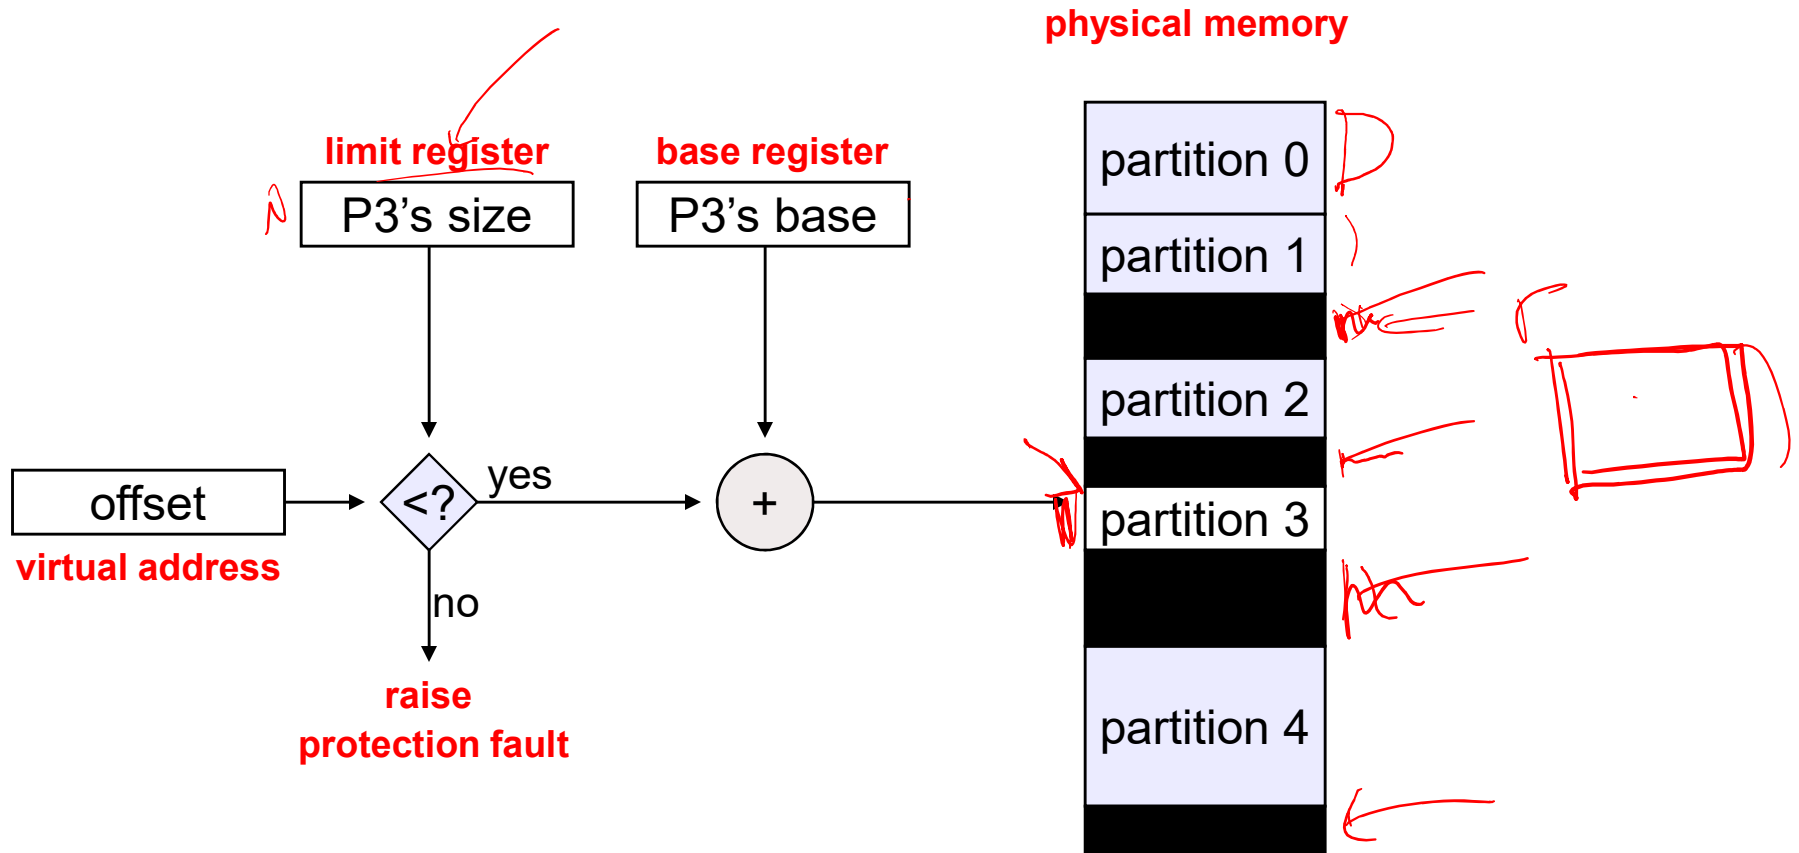 physical memory
limit register
base register
P3's size
P3's base
partition 0
partition 1
partition 2
yes
offset
<?
+
partition 3
virtual address
no
raise
protection fault
partition 4